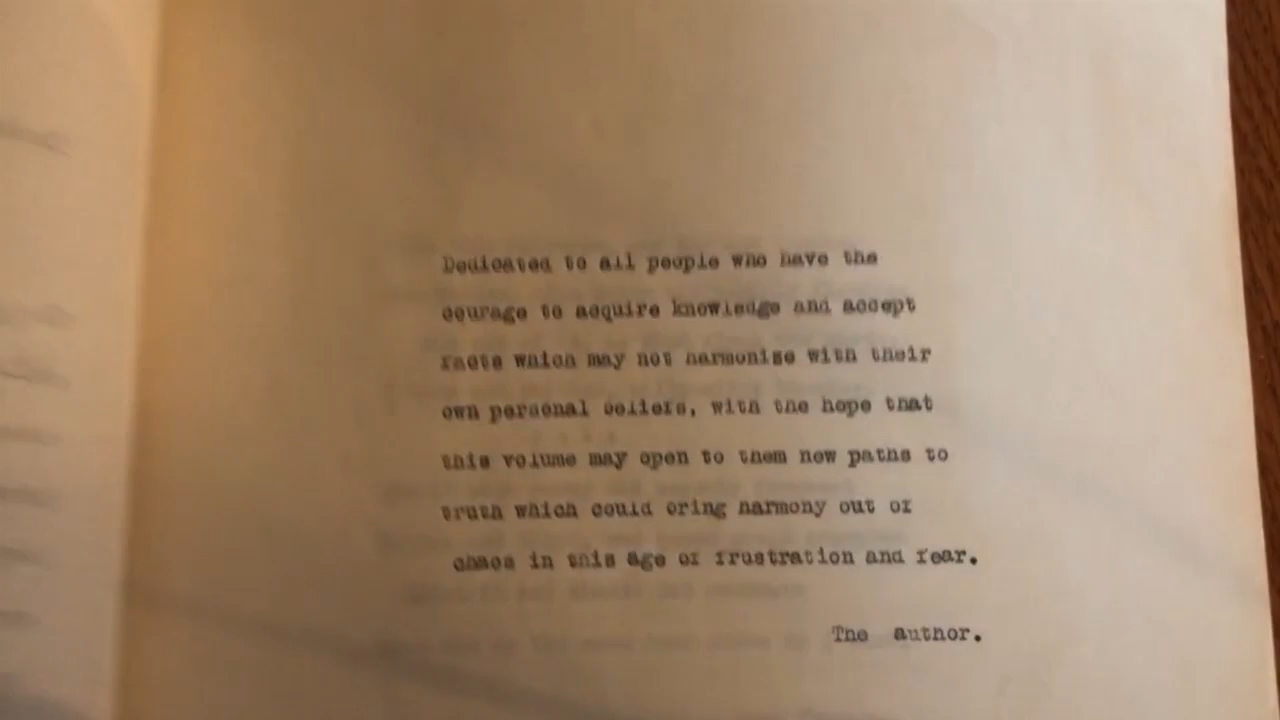 Dedicated to all people who have the
courage to acquire knowledge and accept
facts which may not harmonise with their
own personal beliefs, with the hope that
this volume may open to them new paths to
truth which could bring harmony out of
chaos in this age of frustration and fear.
The author.